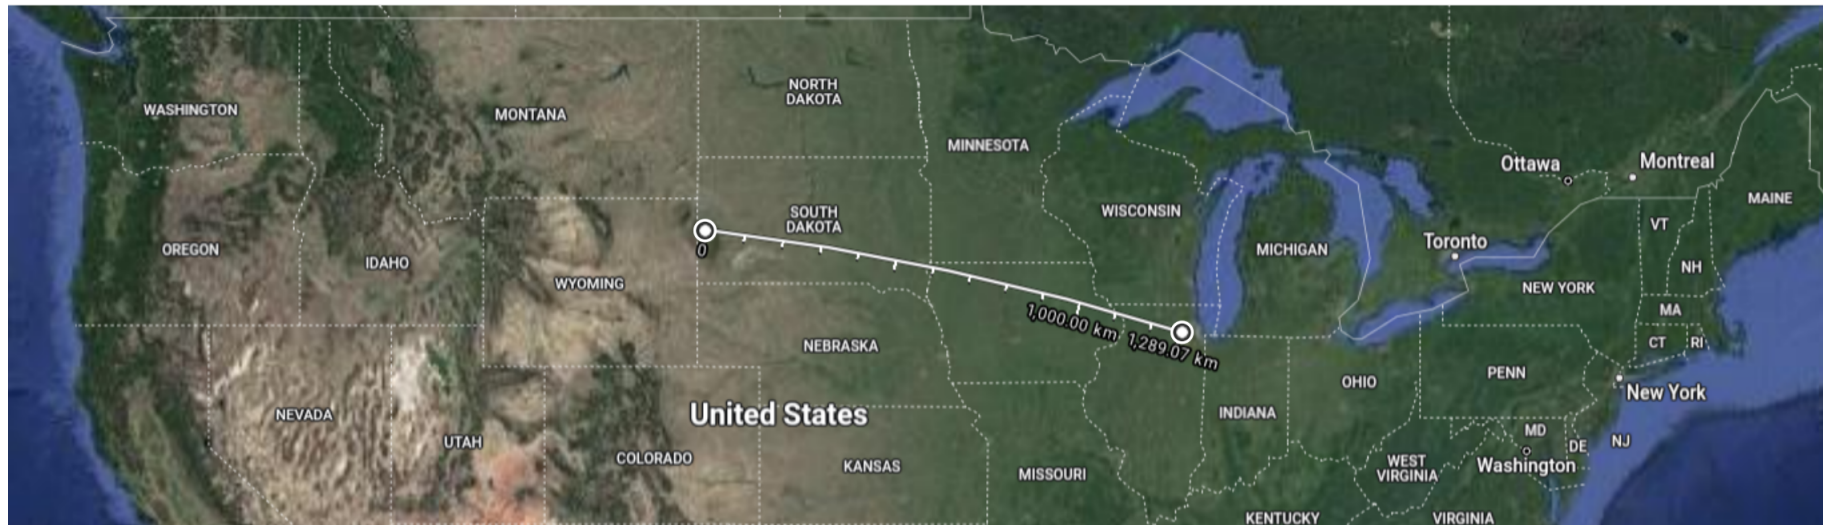 NORTH
DAKOTA
WASHINGTON
MONTANA
MINNESOTA
Ottawa
Montreal
MAINE
SOUTH
DAKOTA
WISCONSIN
VT
OREGON
IDAHO
0
MICHIGAN
Toronto
NH
WYOMING
NEW YORK
1,000.00 km
1,289.07 km
MA
NEBRASKA
CT
RI
OHIO
PENN
New York
United States
NEVADA
INDIANA
UTAH
MD
DE
NJ
COLORADO
KANSAS
MISSOURI
WEST
VIRGINIA
Washington
KENTUCKY
VIRGINIA